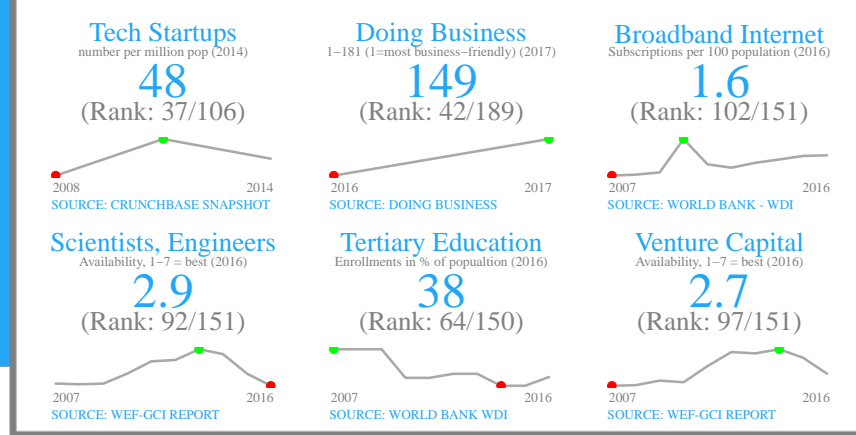 Tech Startups
number per million pop (2014)
48
(Rank: 37/106)
2008 2014
SOURCE: CRUNCHBASE SNAPSHOT
Doing Business
1−181 (1=most business−friendly) (2017)
149
(Rank: 42/189)
2016 2017
SOURCE: DOING BUSINESS
Broadband Internet
Subscriptions per 100 population (2016)
1.6
(Rank: 102/151)
2007 2016
SOURCE: WORLD BANK - WDI
Scientists, Engineers
Availability, 1−7 = best (2016)
2.9
(Rank: 92/151)
2007 2016
SOURCE: WEF-GCI REPORT
Tertiary Education
Enrollments in % of popualtion (2016)
38
(Rank: 64/150)
2007 2016
SOURCE: WORLD BANK WDI
Venture Capital
Availability, 1−7 = best (2016)
2.7
(Rank: 97/151)
2007 2016
SOURCE: WEF-GCI REPORT